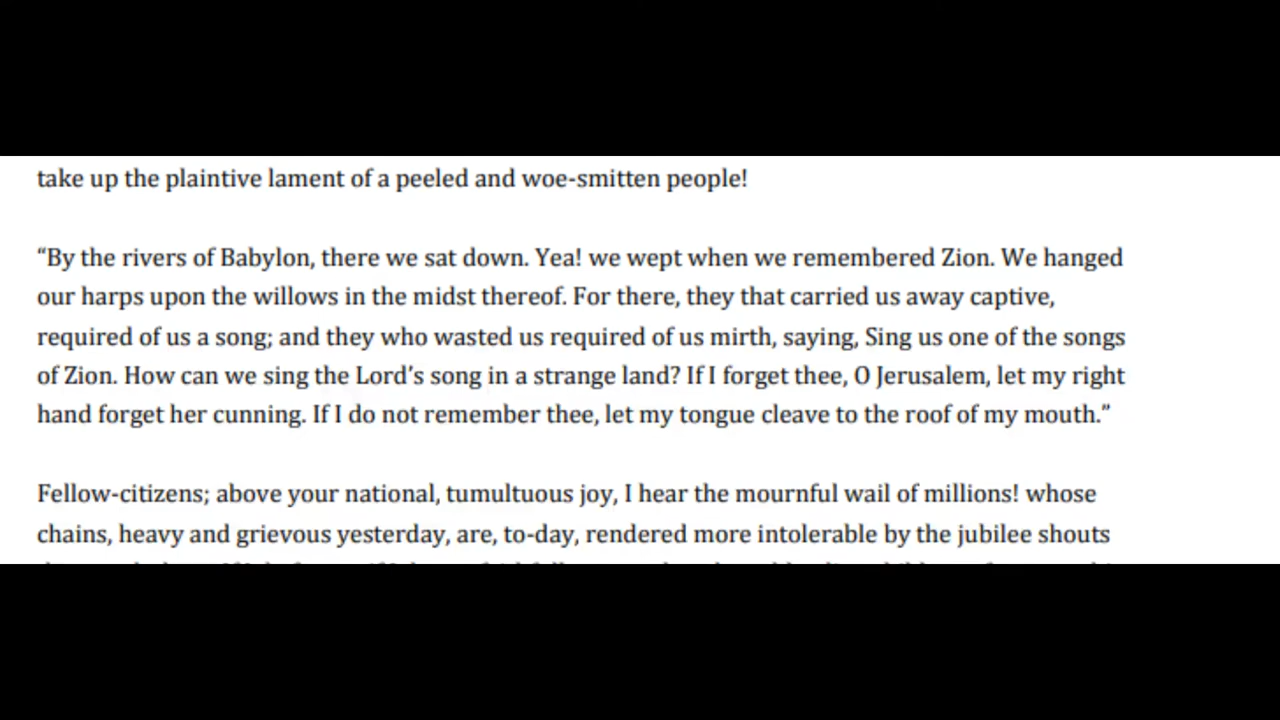 take up the plaintive lament of a peeled and woe-smitten people!
“By the rivers of Babylon, there we sat down. Yea! we wept when we remembered Zion. We hanged
our harps upon the willows in the midst thereof. For there, they that carried us away captive,
required of us a song; and they who wasted us required of us mirth, saying, Sing us one of the songs
of Zion. How can we sing the Lord’s song in a strange land? If I forget thee, O Jerusalem, let my right
hand forget her cunning. If I do not remember thee, let my tongue cleave to the roof of my mouth.”
Fellow-citizens; above your national, tumultuous joy, I hear the mournful wail of millions! whose
chains, heavy and grievous yesterday, are, to-day, rendered more intolerable by the jubilee shouts